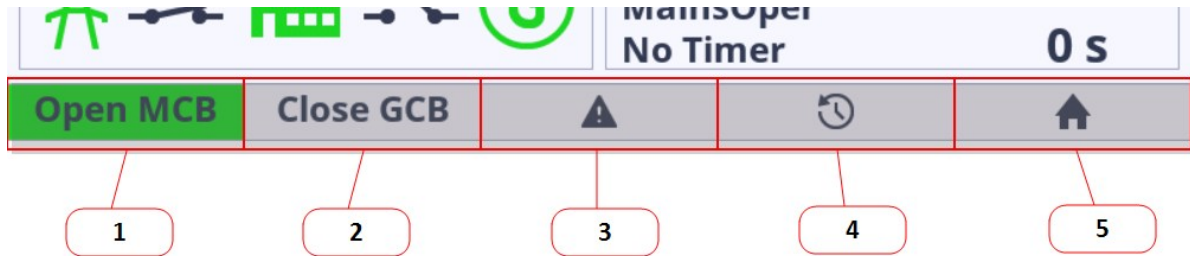 MainsOper
No Timer 0 s
G
Open MCB Close GCB
1 2 3 4 5